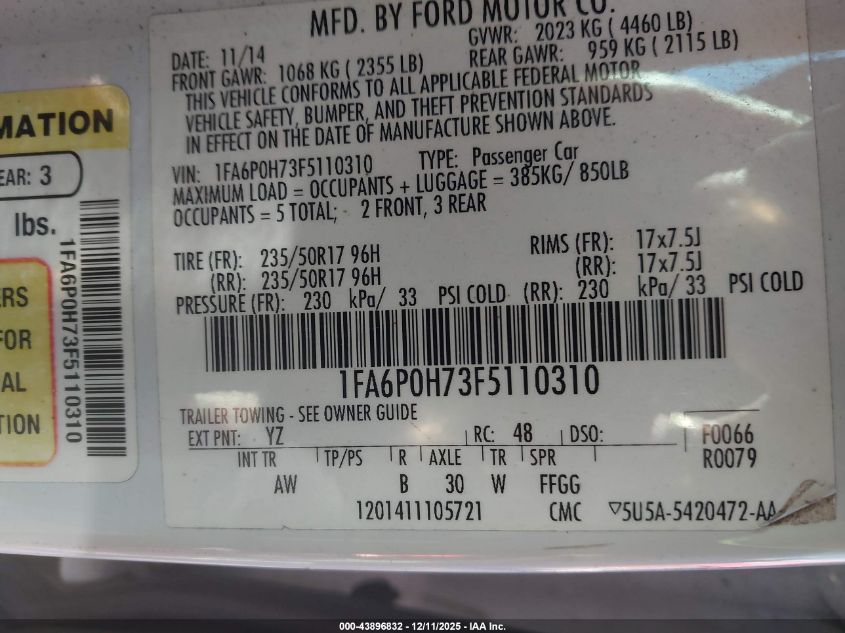 MFD. BY FORD MOTOR CO.
DATE: 11/14 GVWR: 2023 KG ( 4460 LB)
FRONT GAWR: 1068 KG ( 2355 LB) REAR GAWR: 959 KG ( 2115 LB)
THIS VEHICLE CONFORMS TO ALL APPLICABLE FEDERAL MOTOR
VEHICLE SAFETY, BUMPER, AND THEFT PREVENTION STANDARDS
IN EFFECT ON THE DATE OF MANUFACTURE SHOWN ABOVE.
VIN: 1FA6P0H73F5110310 TYPE: Passenger Car
MAXIMUM LOAD = OCCUPANTS + LUGGAGE = 385KG/ 850LB
OCCUPANTS = 5 TOTAL; 2 FRONT, 3 REAR
TIRE (FR): 235/50R17 96H RIMS (FR): 17x7.5J
(RR): 235/50R17 96H (RR): 17x7.5J
PRESSURE (FR): 230 kPa/ 33 PSI COLD (RR): 230 kPa/ 33 PSI COLD
1FA6P0H73F5110310
TRAILER TOWING - SEE OWNER GUIDE
EXT PNT: YZ RC: 48 DSO: F0066
INT TR TP/PS R AXLE TR SPR R0079
AW B 30 W FFGG
1201411105721 CMC 5U5A-5420472-AA
MATION
EAR: 3
lbs.
1FA6P0H73F5110310
ERS
FOR
AL
TION
000-43896832 - 12/11/2025 - IAA Inc.